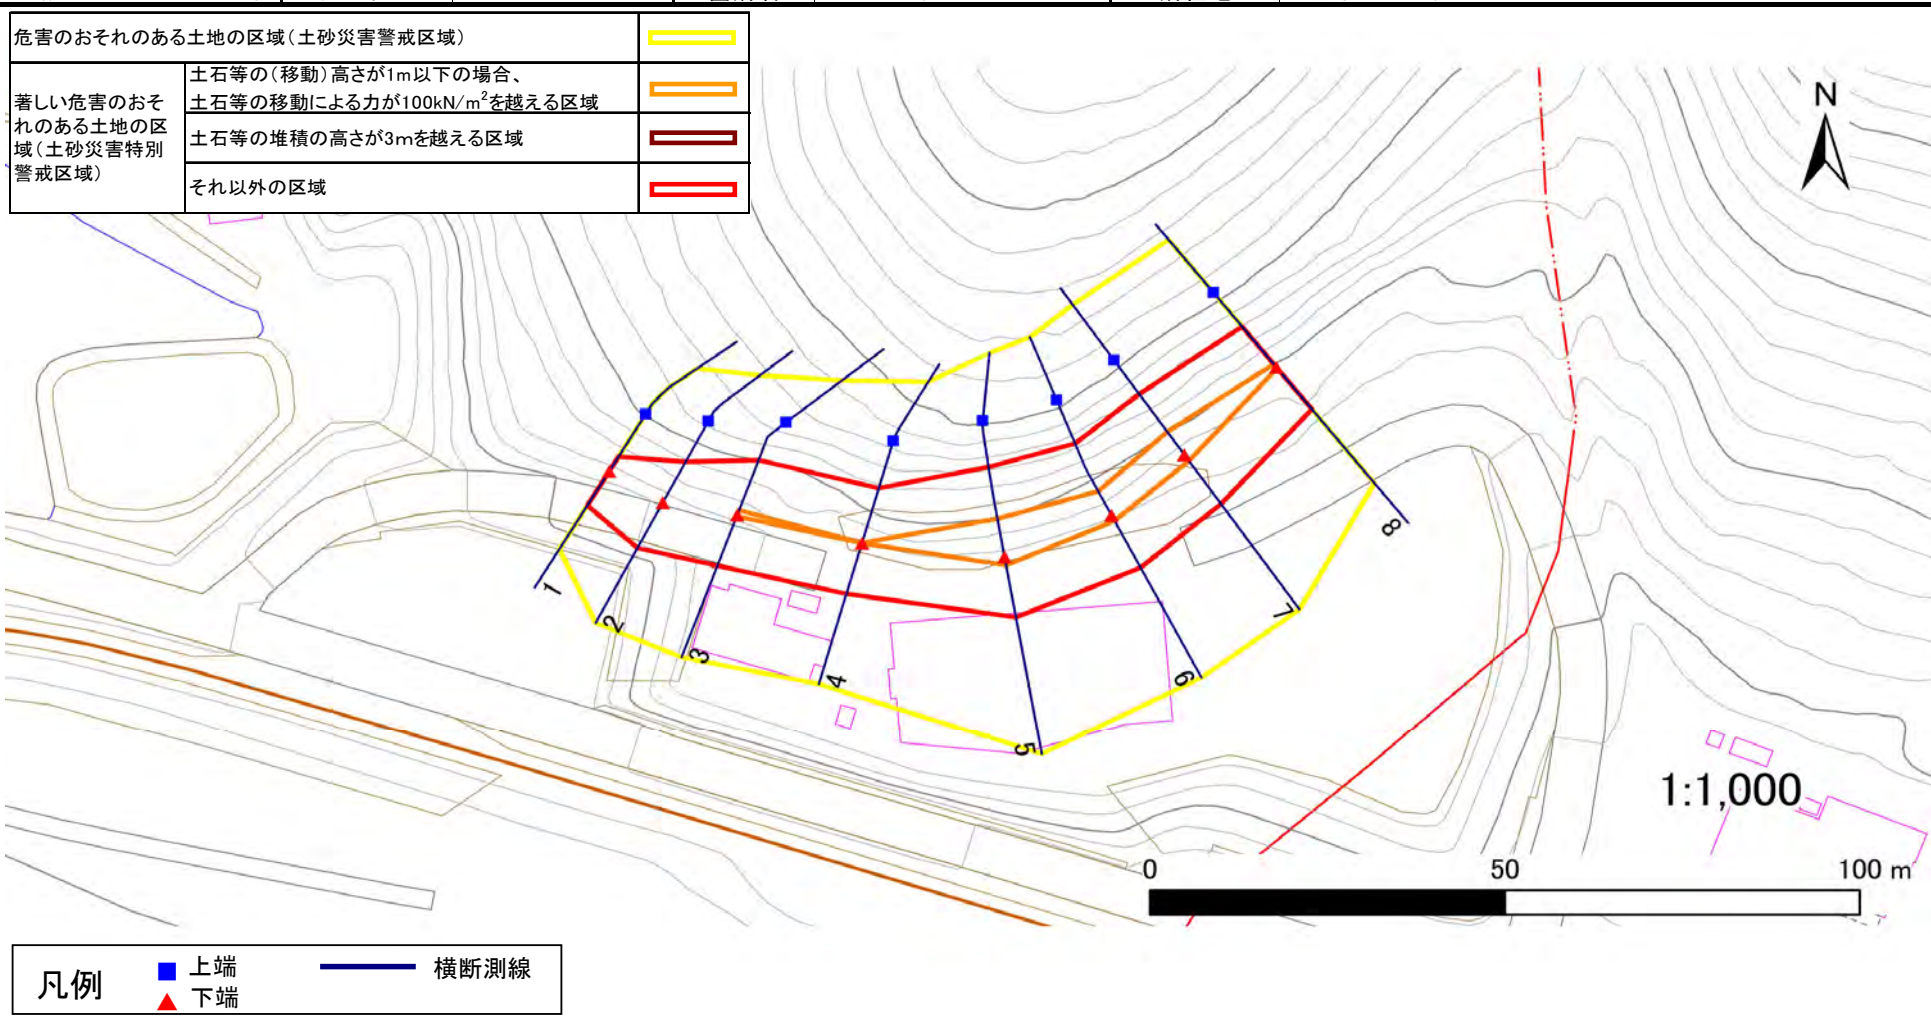 危害のおそれのある土地の区域(土砂災害警戒区域)
著しい危害のおそ
れのある土地の区
域(土砂災害特別
警戒区域)
土石等の(移動)高さが1m以下の場合、
土石等の移動による力が100kN/m²を越える区域
土石等の堆積の高さが3mを越える区域
それ以外の区域
N
1
2
3
4
5
6
7
8
1:1,000
0 50 100 m
凡例
上端
下端
横断測線